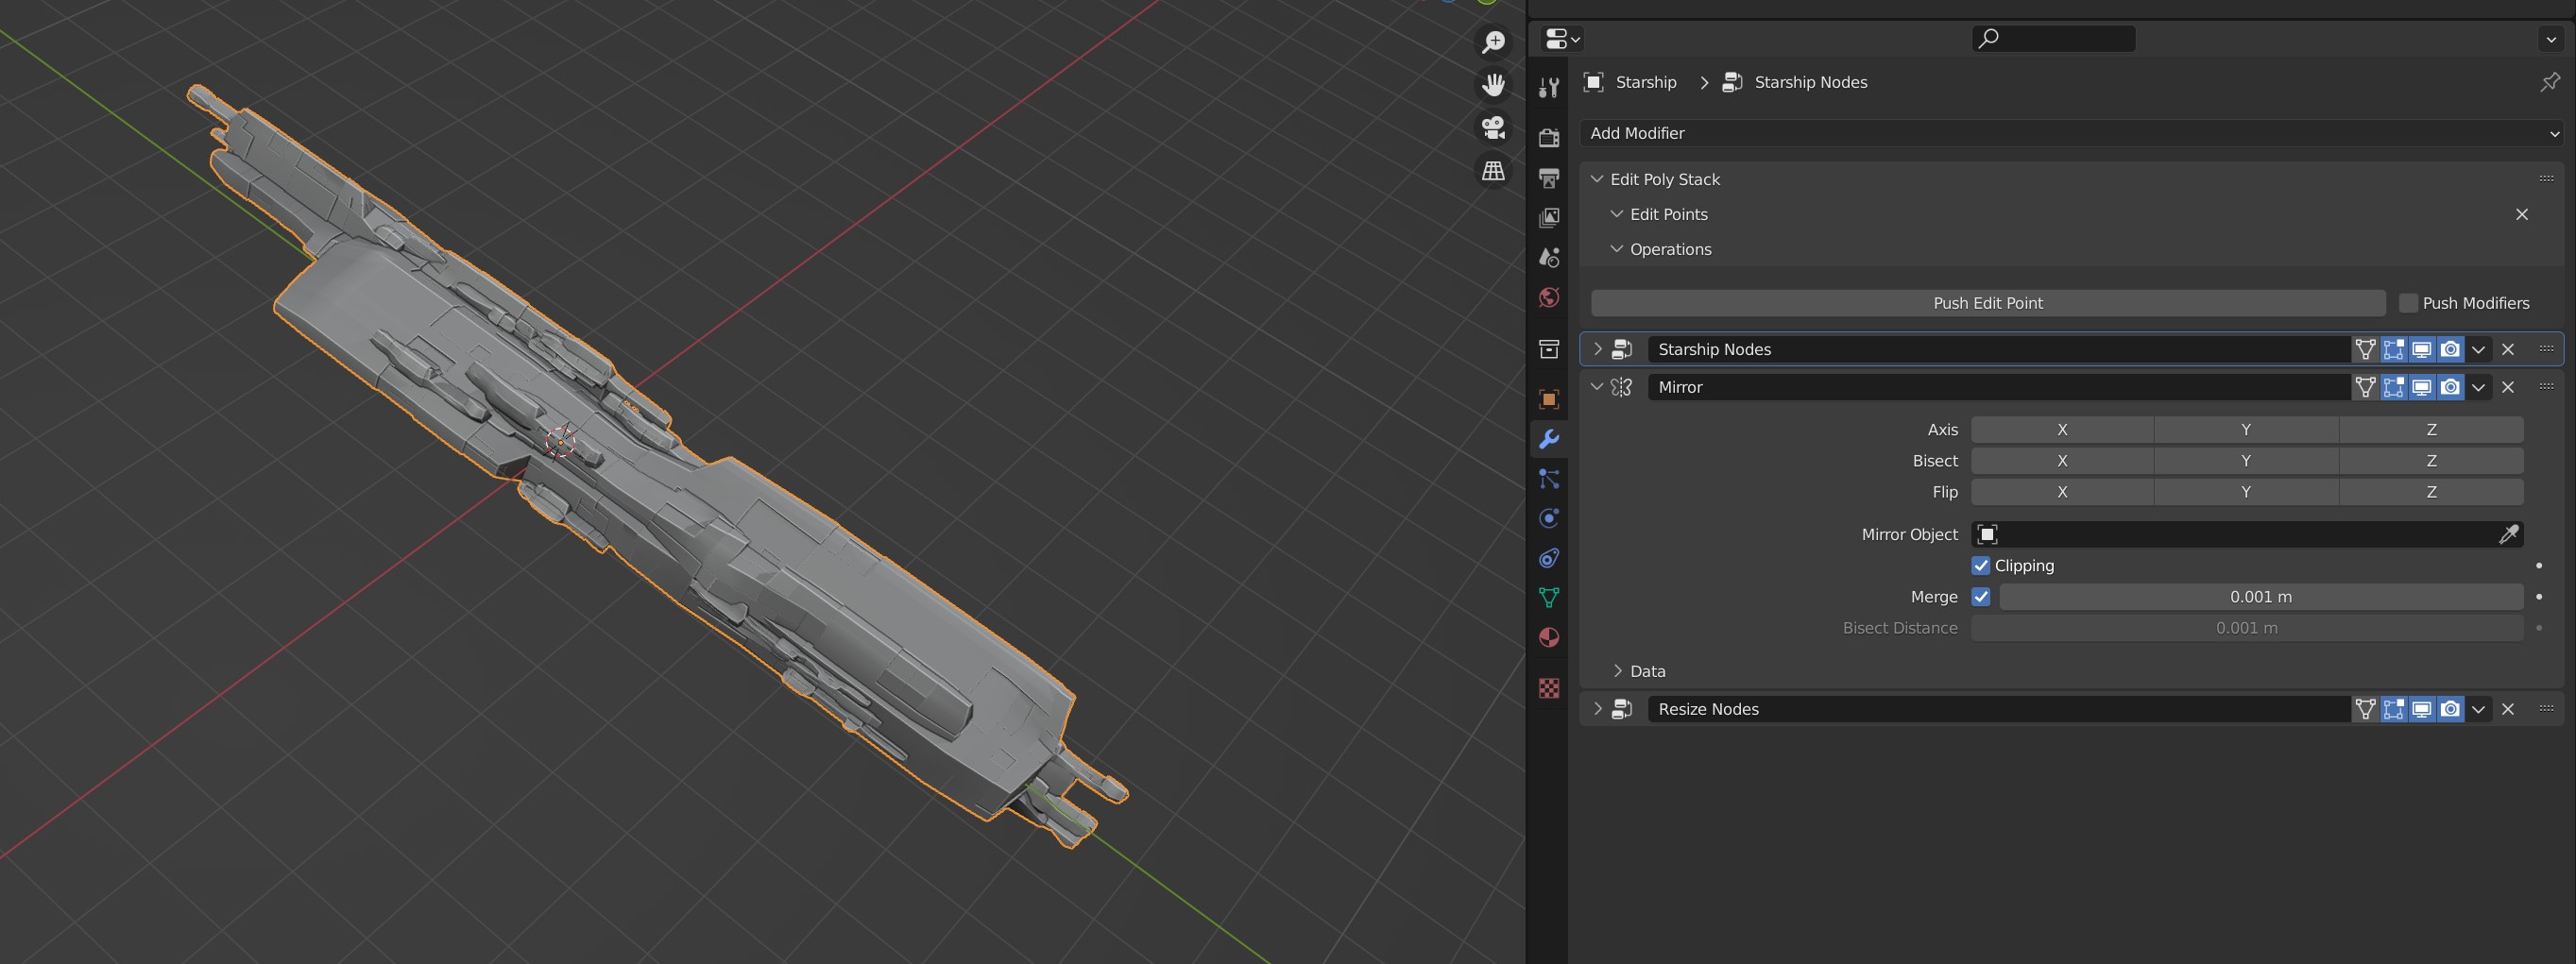 Starship > Starship Nodes
Add Modifier
Edit Poly Stack
Edit Points
Operations
Push Edit Point Push Modifiers
Starship Nodes
Mirror
Axis X Y Z
Bisect X Y Z
Flip X Y Z
Mirror Object
Clipping
Merge 0.001 m
Bisect Distance 0.001 m
Data
Resize Nodes